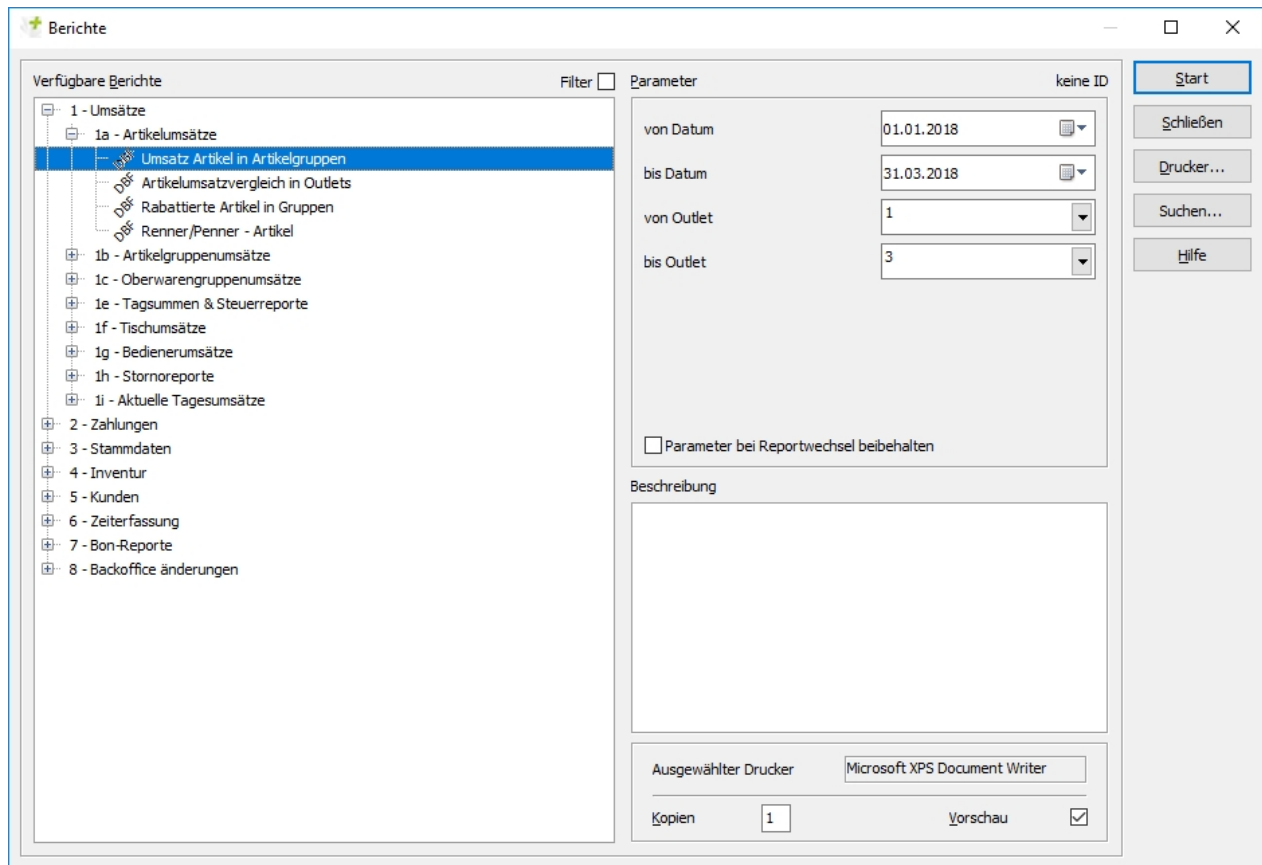 Berichte
Verfügbare Berichte Filter
1 - Umsätze
1a - Artikelumsätze
Umsatz Artikel in Artikelgruppen
DBF Artikelumsatzvergleich in Outlets
DBF Rabattierte Artikel in Gruppen
DBF Renner/Penner - Artikel
1b - Artikelgruppenumsätze
1c - Oberwarengruppenumsätze
1e - Tagsummen & Steuerreporte
1f - Tischumsätze
1g - Bedienerumsätze
1h - Stornoreporte
1i - Aktuelle Tagesumsätze
2 - Zahlungen
3 - Stammdaten
4 - Inventur
5 - Kunden
6 - Zeiterfassung
7 - Bon-Reporte
8 - Backoffice änderungen
Parameter keine ID
von Datum 01.01.2018
bis Datum 31.03.2018
von Outlet 1
bis Outlet 3
Parameter bei Reportwechsel beibehalten
Beschreibung
Ausgewählter Drucker Microsoft XPS Document Writer
Kopien 1 Vorschau
Start
Schließen
Drucker...
Suchen...
Hilfe